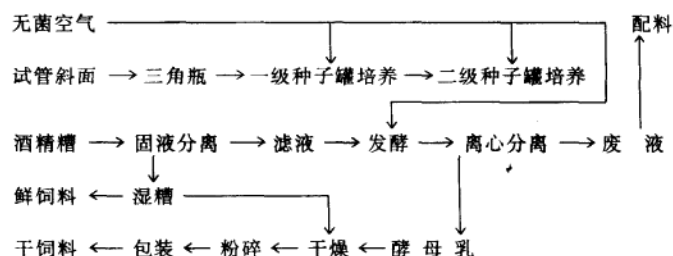 无菌空气 配料
试管斜面 → 三角瓶 → 一级种子罐培养 → 二级种子罐培养
酒精糟 → 固液分离 → 滤液 → 发酵 → 离心分离 → 废 液
鲜饲料 ← 湿糟
干饲料 ← 包装 ← 粉碎 ← 干燥 ← 酵 母 乳